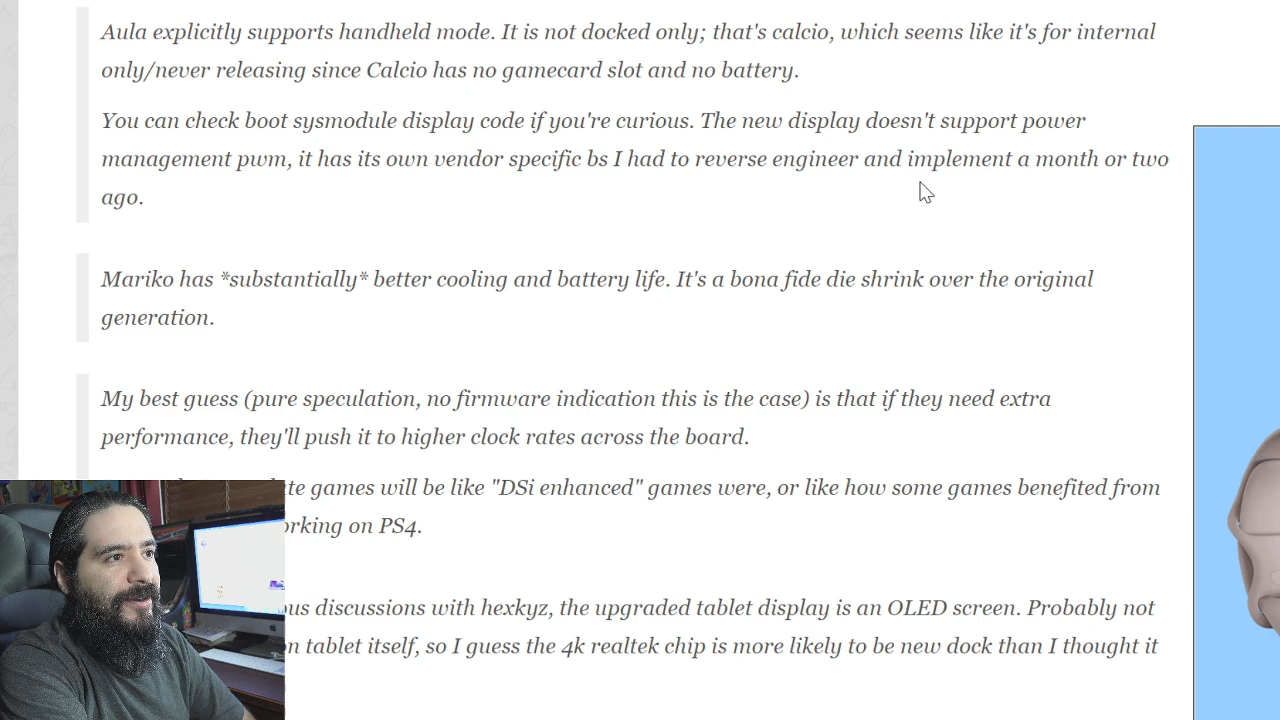 Aula explicitly supports handheld mode. It is not docked only; that's calcio, which seems like it's for internal
only/never releasing since Calcio has no gamecard slot and no battery.
You can check boot sysmodule display code if you're curious. The new display doesn't support power
management pwm, it has its own vendor specific bs I had to reverse engineer and implement a month or two
ago.
Mariko has *substantially* better cooling and battery life. It's a bona fide die shrink over the original
generation.
My best guess (pure speculation, no firmware indication this is the case) is that if they need extra
performance, they'll push it to higher clock rates across the board.
games will be like "DSi enhanced" games were, or like how some games benefited from
orking on PS4.
discussions with hexkyz, the upgraded tablet display is an OLED screen. Probably not
tablet itself, so I guess the 4k realtek chip is more likely to be new dock than I thought it